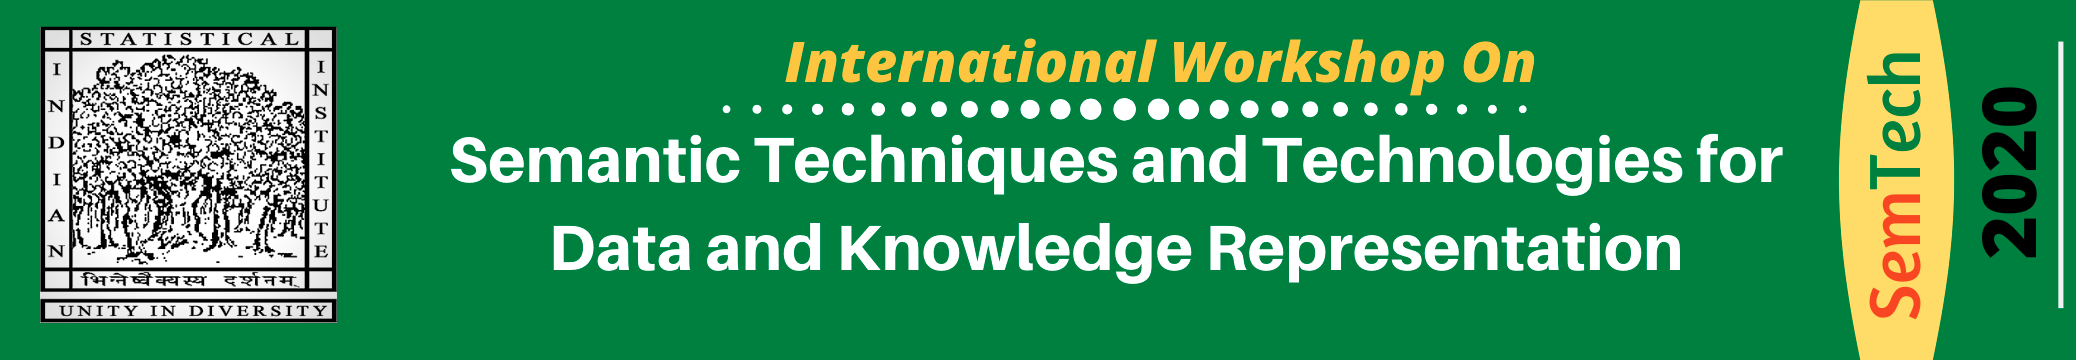 STATISTICAL
INDIAN
INSTITUTE
भिन्नेष्वैक्यस्य दर्शनम्
UNITY IN DIVERSITY
International Workshop On
Semantic Techniques and Technologies for
Data and Knowledge Representation
SemTech
2020